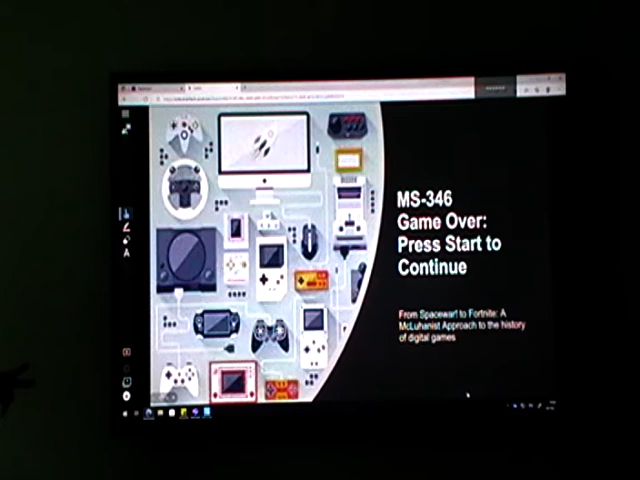 MS-346
Game Over:
Press Start to
Continue
From Spacewar! to Fortnite: A
McLuhanist Approach to the history
of digital games